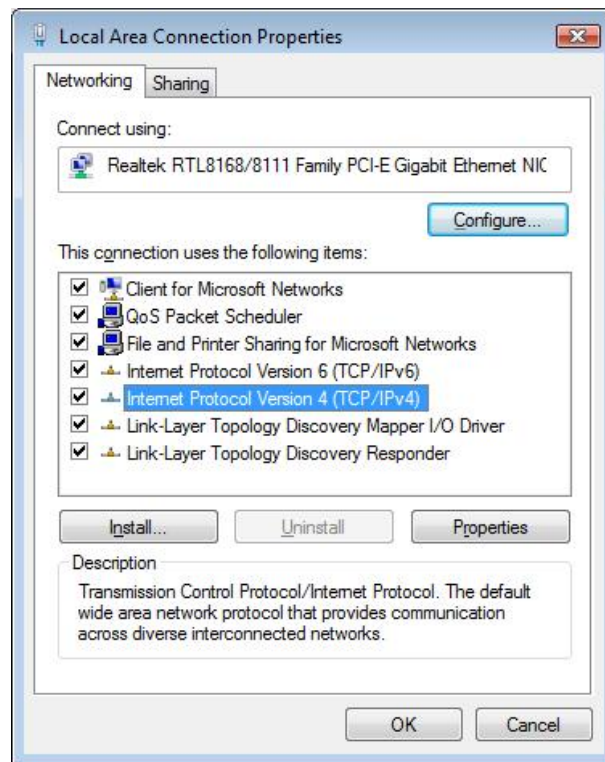 Local Area Connection Properties
Networking
Sharing
Connect using:
Realtek RTL8168/8111 Family PCI-E Gigabit Ethernet NIC
Configure...
This connection uses the following items:
Client for Microsoft Networks
QoS Packet Scheduler
File and Printer Sharing for Microsoft Networks
Internet Protocol Version 6 (TCP/IPv6)
Internet Protocol Version 4 (TCP/IPv4)
Link-Layer Topology Discovery Mapper I/O Driver
Link-Layer Topology Discovery Responder
Install...
Uninstall
Properties
Description
Transmission Control Protocol/Internet Protocol. The default
wide area network protocol that provides communication
across diverse interconnected networks.
OK
Cancel